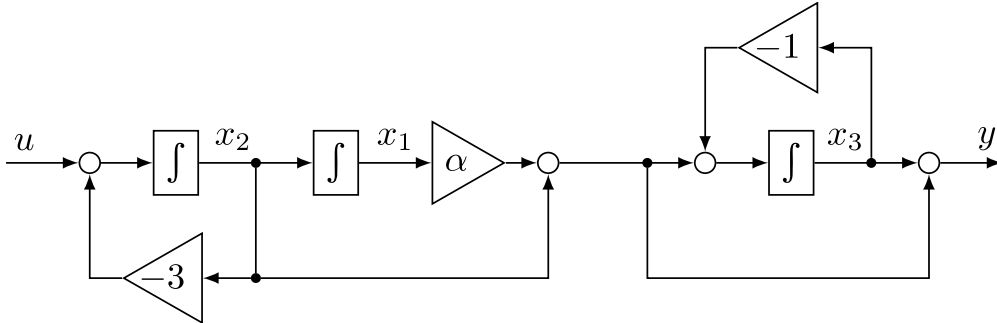 −1
u
∫
x₂
∫
x₁
α
∫
x₃
y
−3